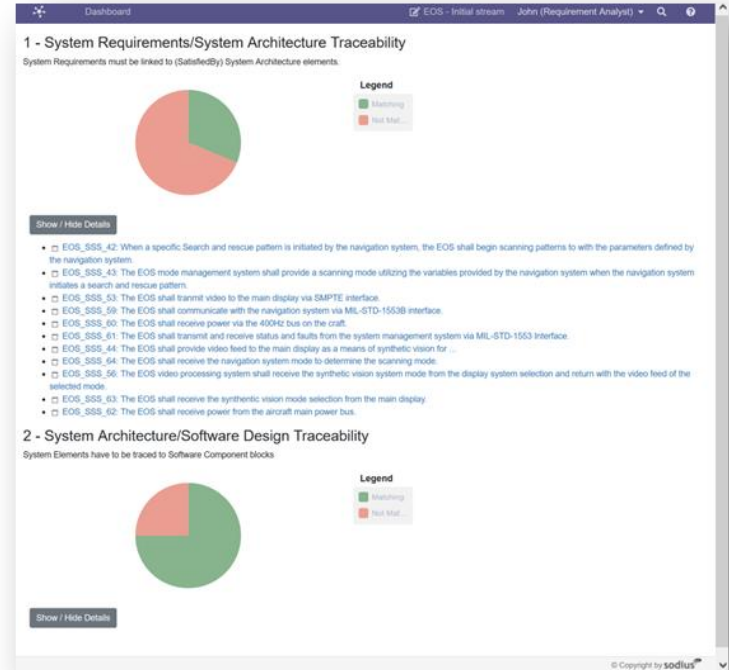 Dashboard
EOS - Initial stream John (Requirement Analyst)
1 - System Requirements/System Architecture Traceability
System Requirements must be linked to (SatisfiedBy) System Architecture elements.
Legend
Matching
Not Mat...
Show / Hide Details
EOS_SSS_42: When a specific Search and rescue pattern is initiated by the navigation system, the EOS shall begin scanning patterns to with the parameters defined by
the navigation system.
EOS_SSS_43: The EOS mode management system shall provide a scanning mode utilizing the variables provided by the navigation system when the navigation system
initiates a search and rescue pattern.
EOS_SSS_53: The EOS shall tranmit video to the main display via SMPTE interface.
EOS_SSS_59: The EOS shall communicate with the navigation system via MIL-STD-1553B interface.
EOS_SSS_60: The EOS shall receive power via the 400Hz bus on the craft.
EOS_SSS_61: The EOS shall transmit and receive status and faults from the system management system via MIL-STD-1553 Interface.
EOS_SSS_44: The EOS shall provide video feed to the main display as a means of synthetic vision for ...
EOS_SSS_64: The EOS shall receive the navigation system mode to determine the scanning mode.
EOS_SSS_56: The EOS video processing system shall receive the synthetic vision system mode from the display system selection and return with the video feed of the
selected mode.
EOS_SSS_63: The EOS shall receive the synthentic vision mode selection from the main display.
EOS_SSS_62: The EOS shall receive power from the aircraft main power bus.
2 - System Architecture/Software Design Traceability
System Elements have to be traced to Software Component blocks
Legend
Matching
Not Mat...
Show / Hide Details
© Copyright by sodius